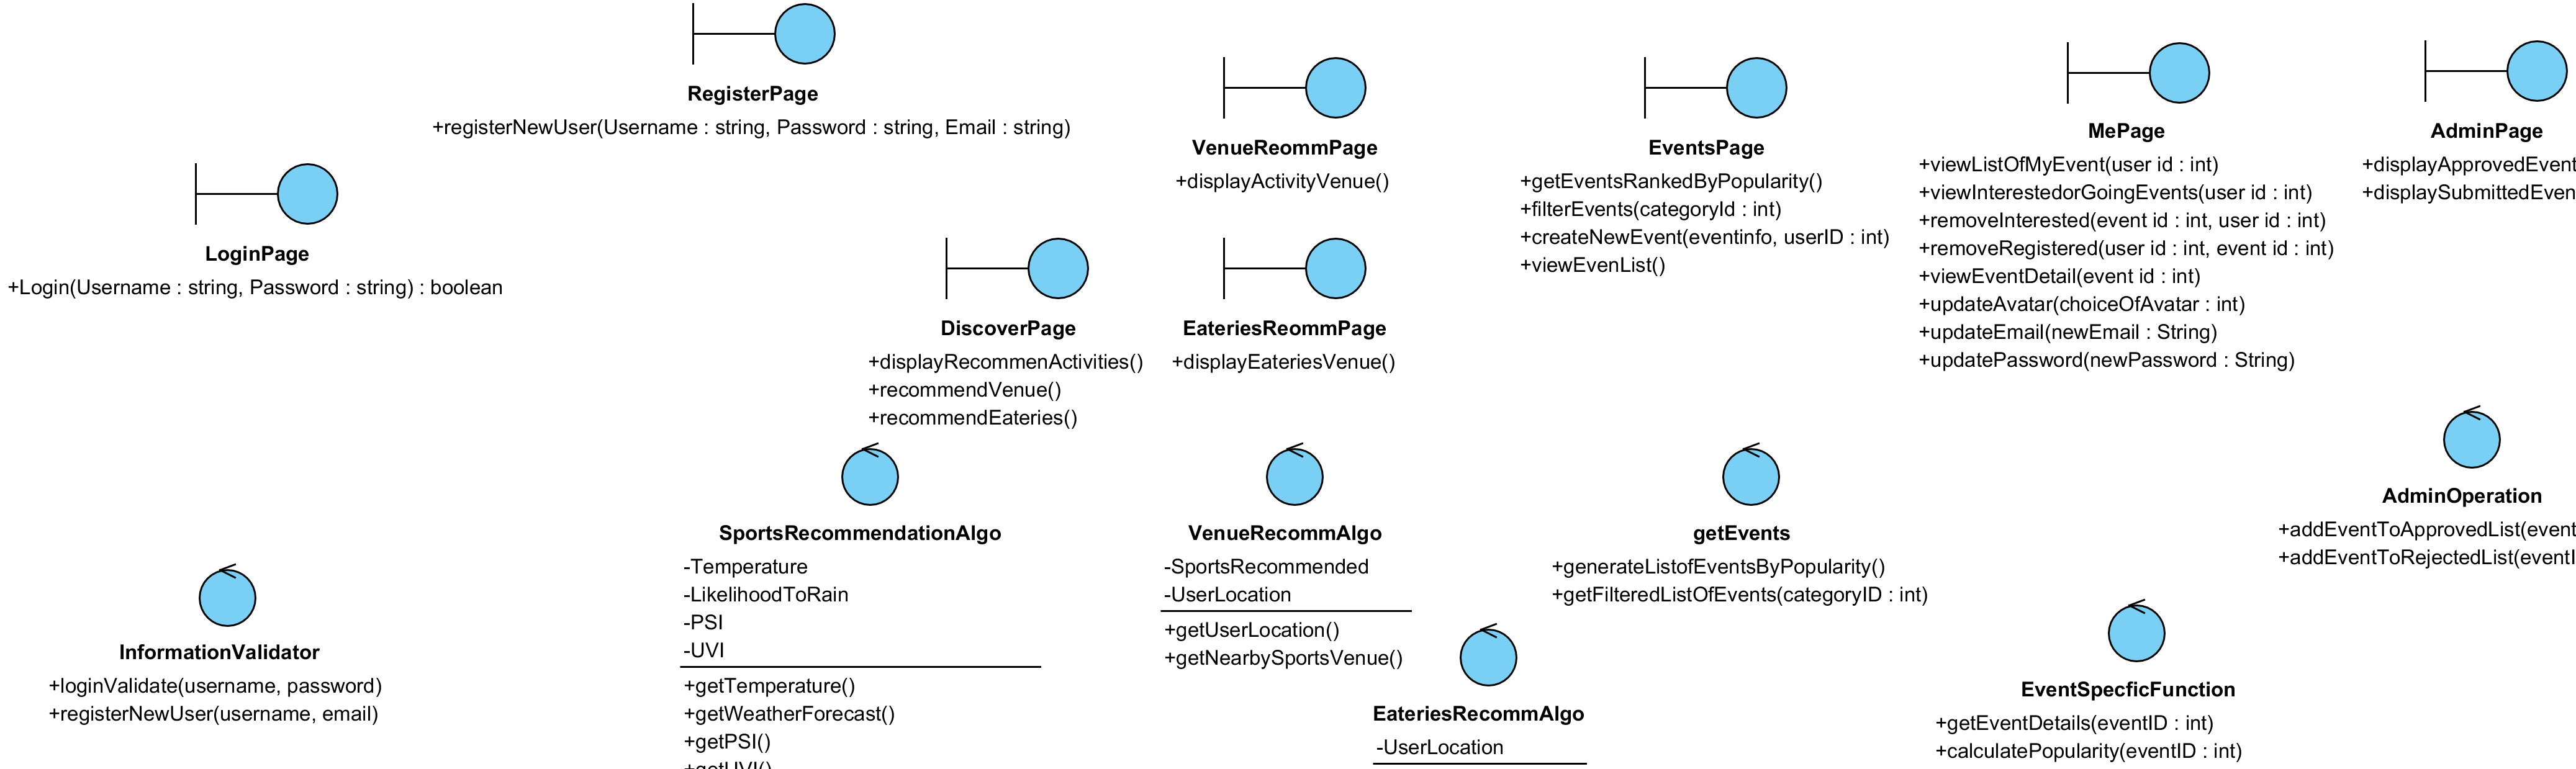 RegisterPage
+registerNewUser(Username : string, Password : string, Email : string)
LoginPage
+Login(Username : string, Password : string) : boolean
VenueReommPage
+displayActivityVenue()
DiscoverPage
+displayRecommenActivities()
+recommendVenue()
+recommendEateries()
EateriesReommPage
+displayEateriesVenue()
EventsPage
+getEventsRankedByPopularity()
+filterEvents(categoryId : int)
+createNewEvent(eventinfo, userID : int)
+viewEvenList()
MePage
+viewListOfMyEvent(user id : int)
+viewInterestedorGoingEvents(user id : int)
+removeInterested(event id : int, user id : int)
+removeRegistered(user id : int, event id : int)
+viewEventDetail(event id : int)
+updateAvatar(choiceOfAvatar : int)
+updateEmail(newEmail : String)
+updatePassword(newPassword : String)
AdminPage
+displayApprovedEvent
+displaySubmittedEven
InformationValidator
+loginValidate(username, password)
+registerNewUser(username, email)
SportsRecommendationAlgo
-Temperature
-LikelihoodToRain
-PSI
-UVI
+getTemperature()
+getWeatherForecast()
+getPSI()
+getUVI()
VenueRecommAlgo
-SportsRecommended
-UserLocation
+getUserLocation()
+getNearbySportsVenue()
EateriesRecommAlgo
-UserLocation
getEvents
+generateListofEventsByPopularity()
+getFilteredListOfEvents(categoryID : int)
EventSpecficFunction
+getEventDetails(eventID : int)
+calculatePopularity(eventID : int)
AdminOperation
+addEventToApprovedList(event
+addEventToRejectedList(eventI